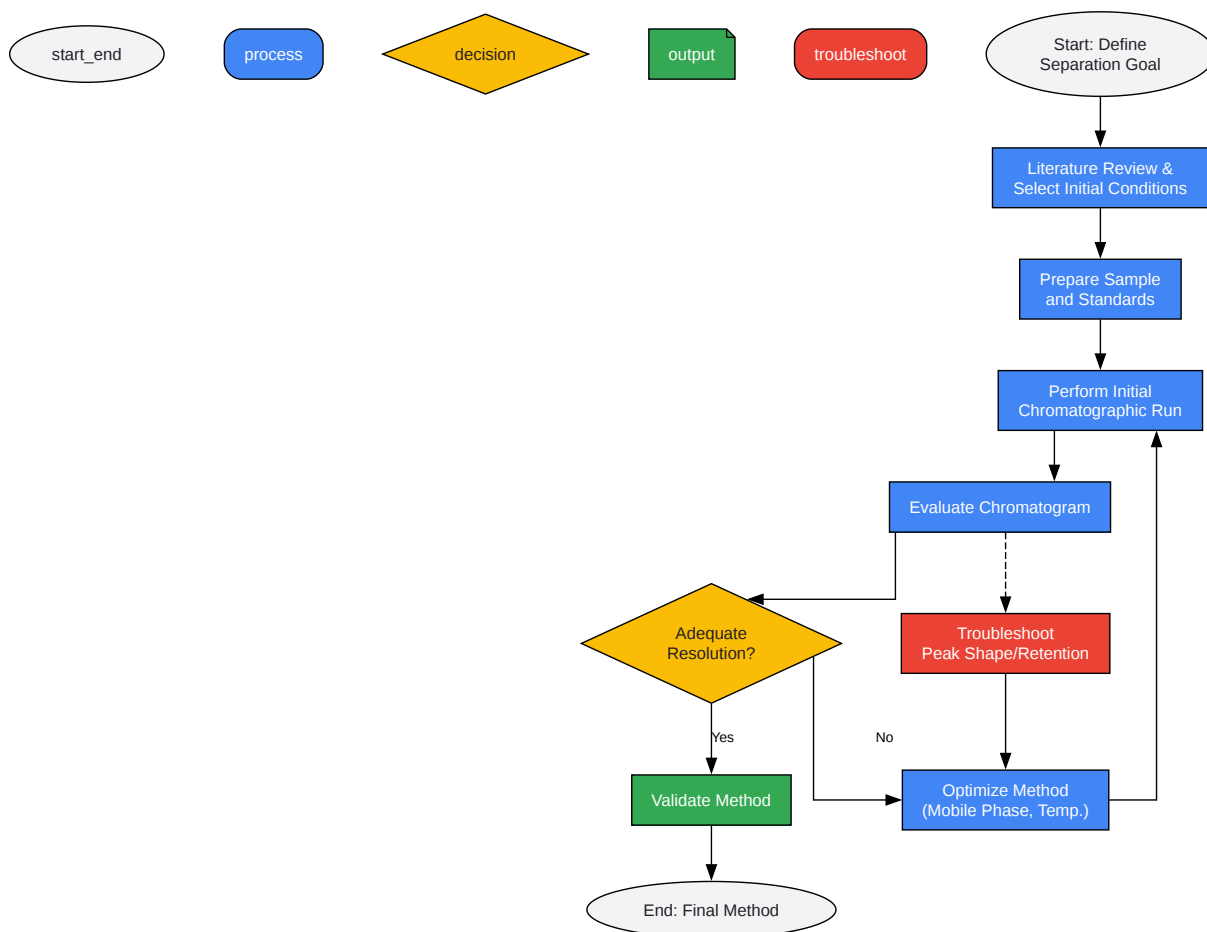 start_end
process
decision
output
troubleshoot
Start: Define
Separation Goal
Literature Review &
Select Initial Conditions
Prepare Sample
and Standards
Perform Initial
Chromatographic Run
Evaluate Chromatogram
Adequate
Resolution?
Troubleshoot
Peak Shape/Retention
Yes
No
Validate Method
Optimize Method
(Mobile Phase, Temp.)
End: Final Method